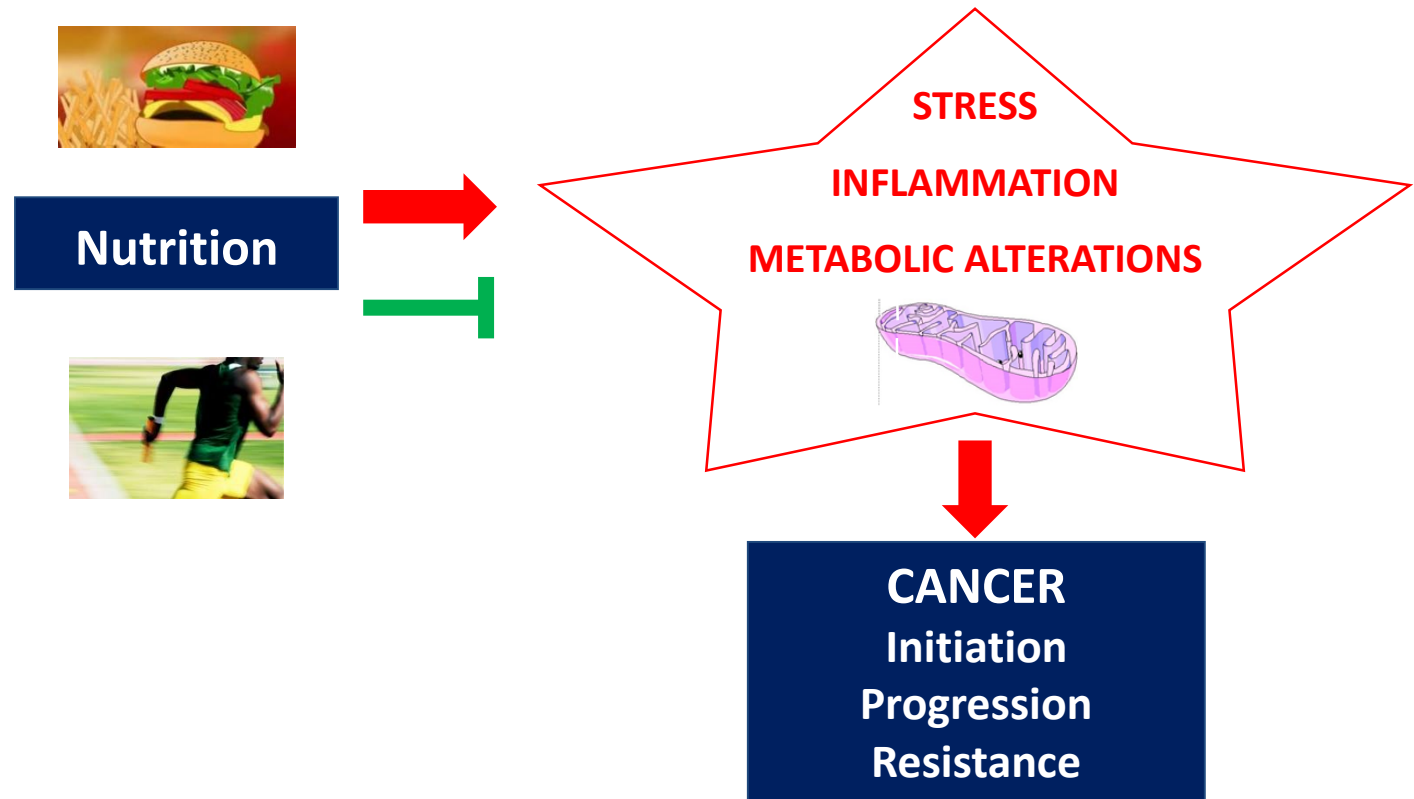 Nutrition
STRESS
INFLAMMATION
METABOLIC ALTERATIONS
CANCER
Initiation
Progression
Resistance